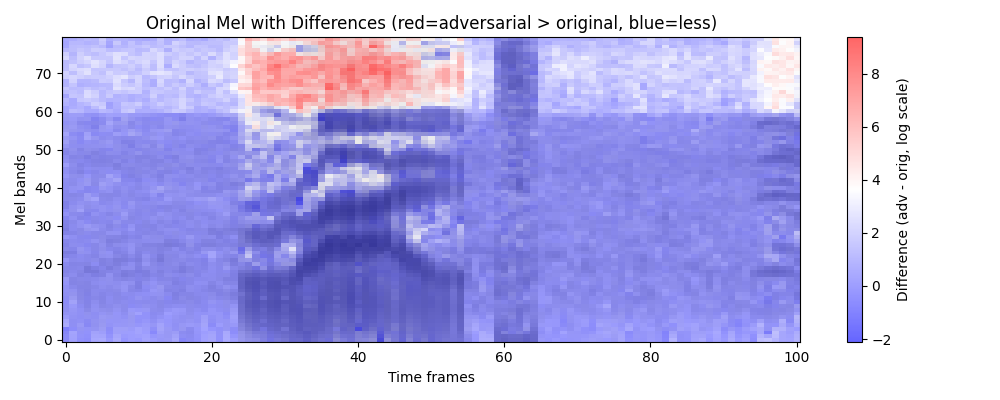 Original Mel with Differences (red=adversarial > original, blue=less)
70
60
50
40
30
20
10
0
Mel bands
0 20 40 60 80 100
Time frames
8
6
4
2
0
−2
Difference (adv - orig, log scale)